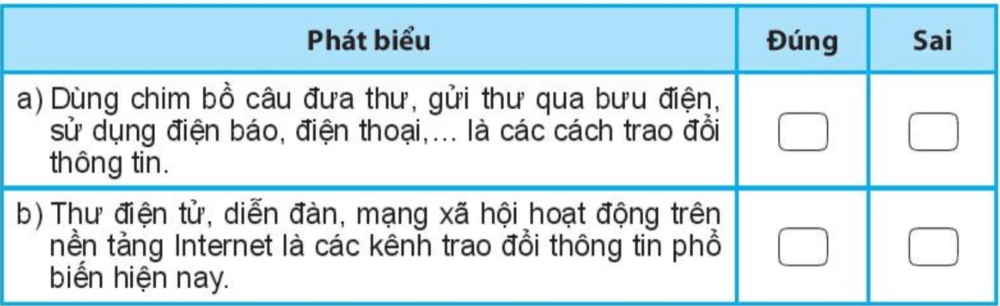 Phát biểu Đúng Sai
a) Dùng chim bồ câu đưa thư, gửi thư qua bưu điện,
sử dụng điện báo, điện thoại,... là các cách trao đổi
thông tin.
b) Thư điện tử, diễn đàn, mạng xã hội hoạt động trên
nền tảng Internet là các kênh trao đổi thông tin phổ
biến hiện nay.